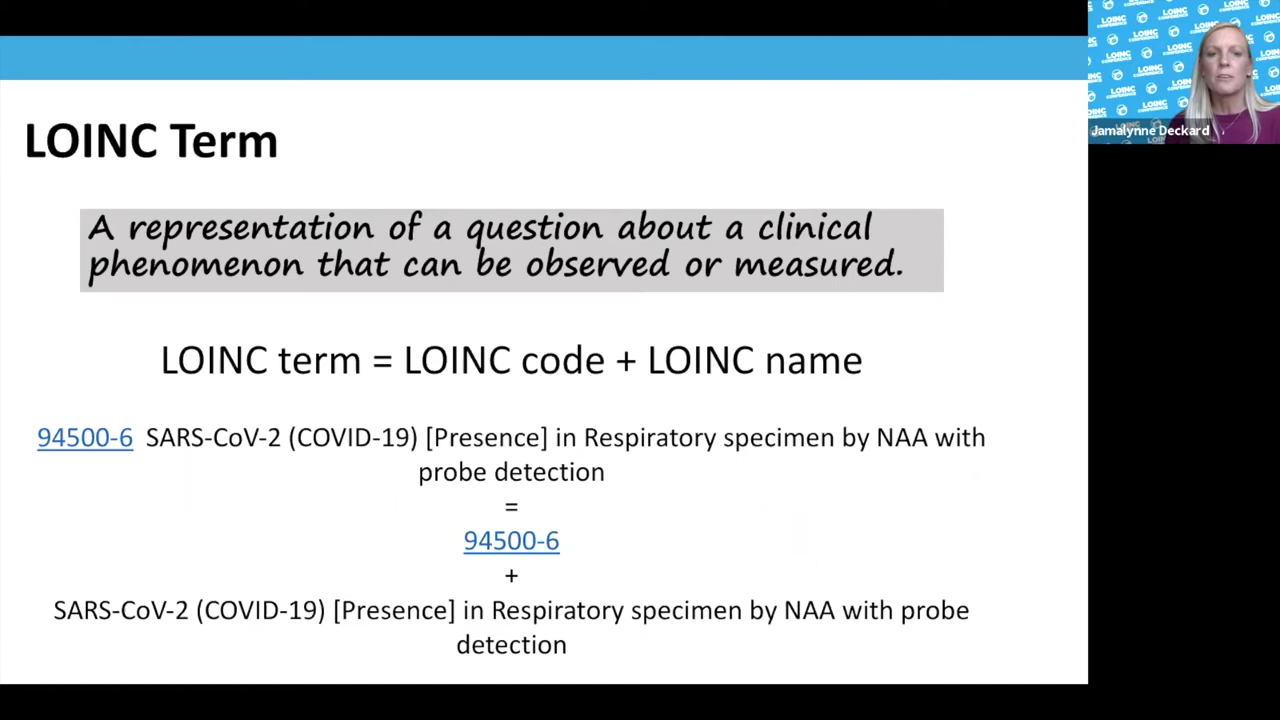 LOINC Term
A representation of a question about a clinical
phenomenon that can be observed or measured.
LOINC term = LOINC code + LOINC name
94500-6 SARS-CoV-2 (COVID-19) [Presence] in Respiratory specimen by NAA with
probe detection
=
94500-6
+
SARS-CoV-2 (COVID-19) [Presence] in Respiratory specimen by NAA with probe
detection
LOINC
CONFERENCE
Jamalynne Deckard